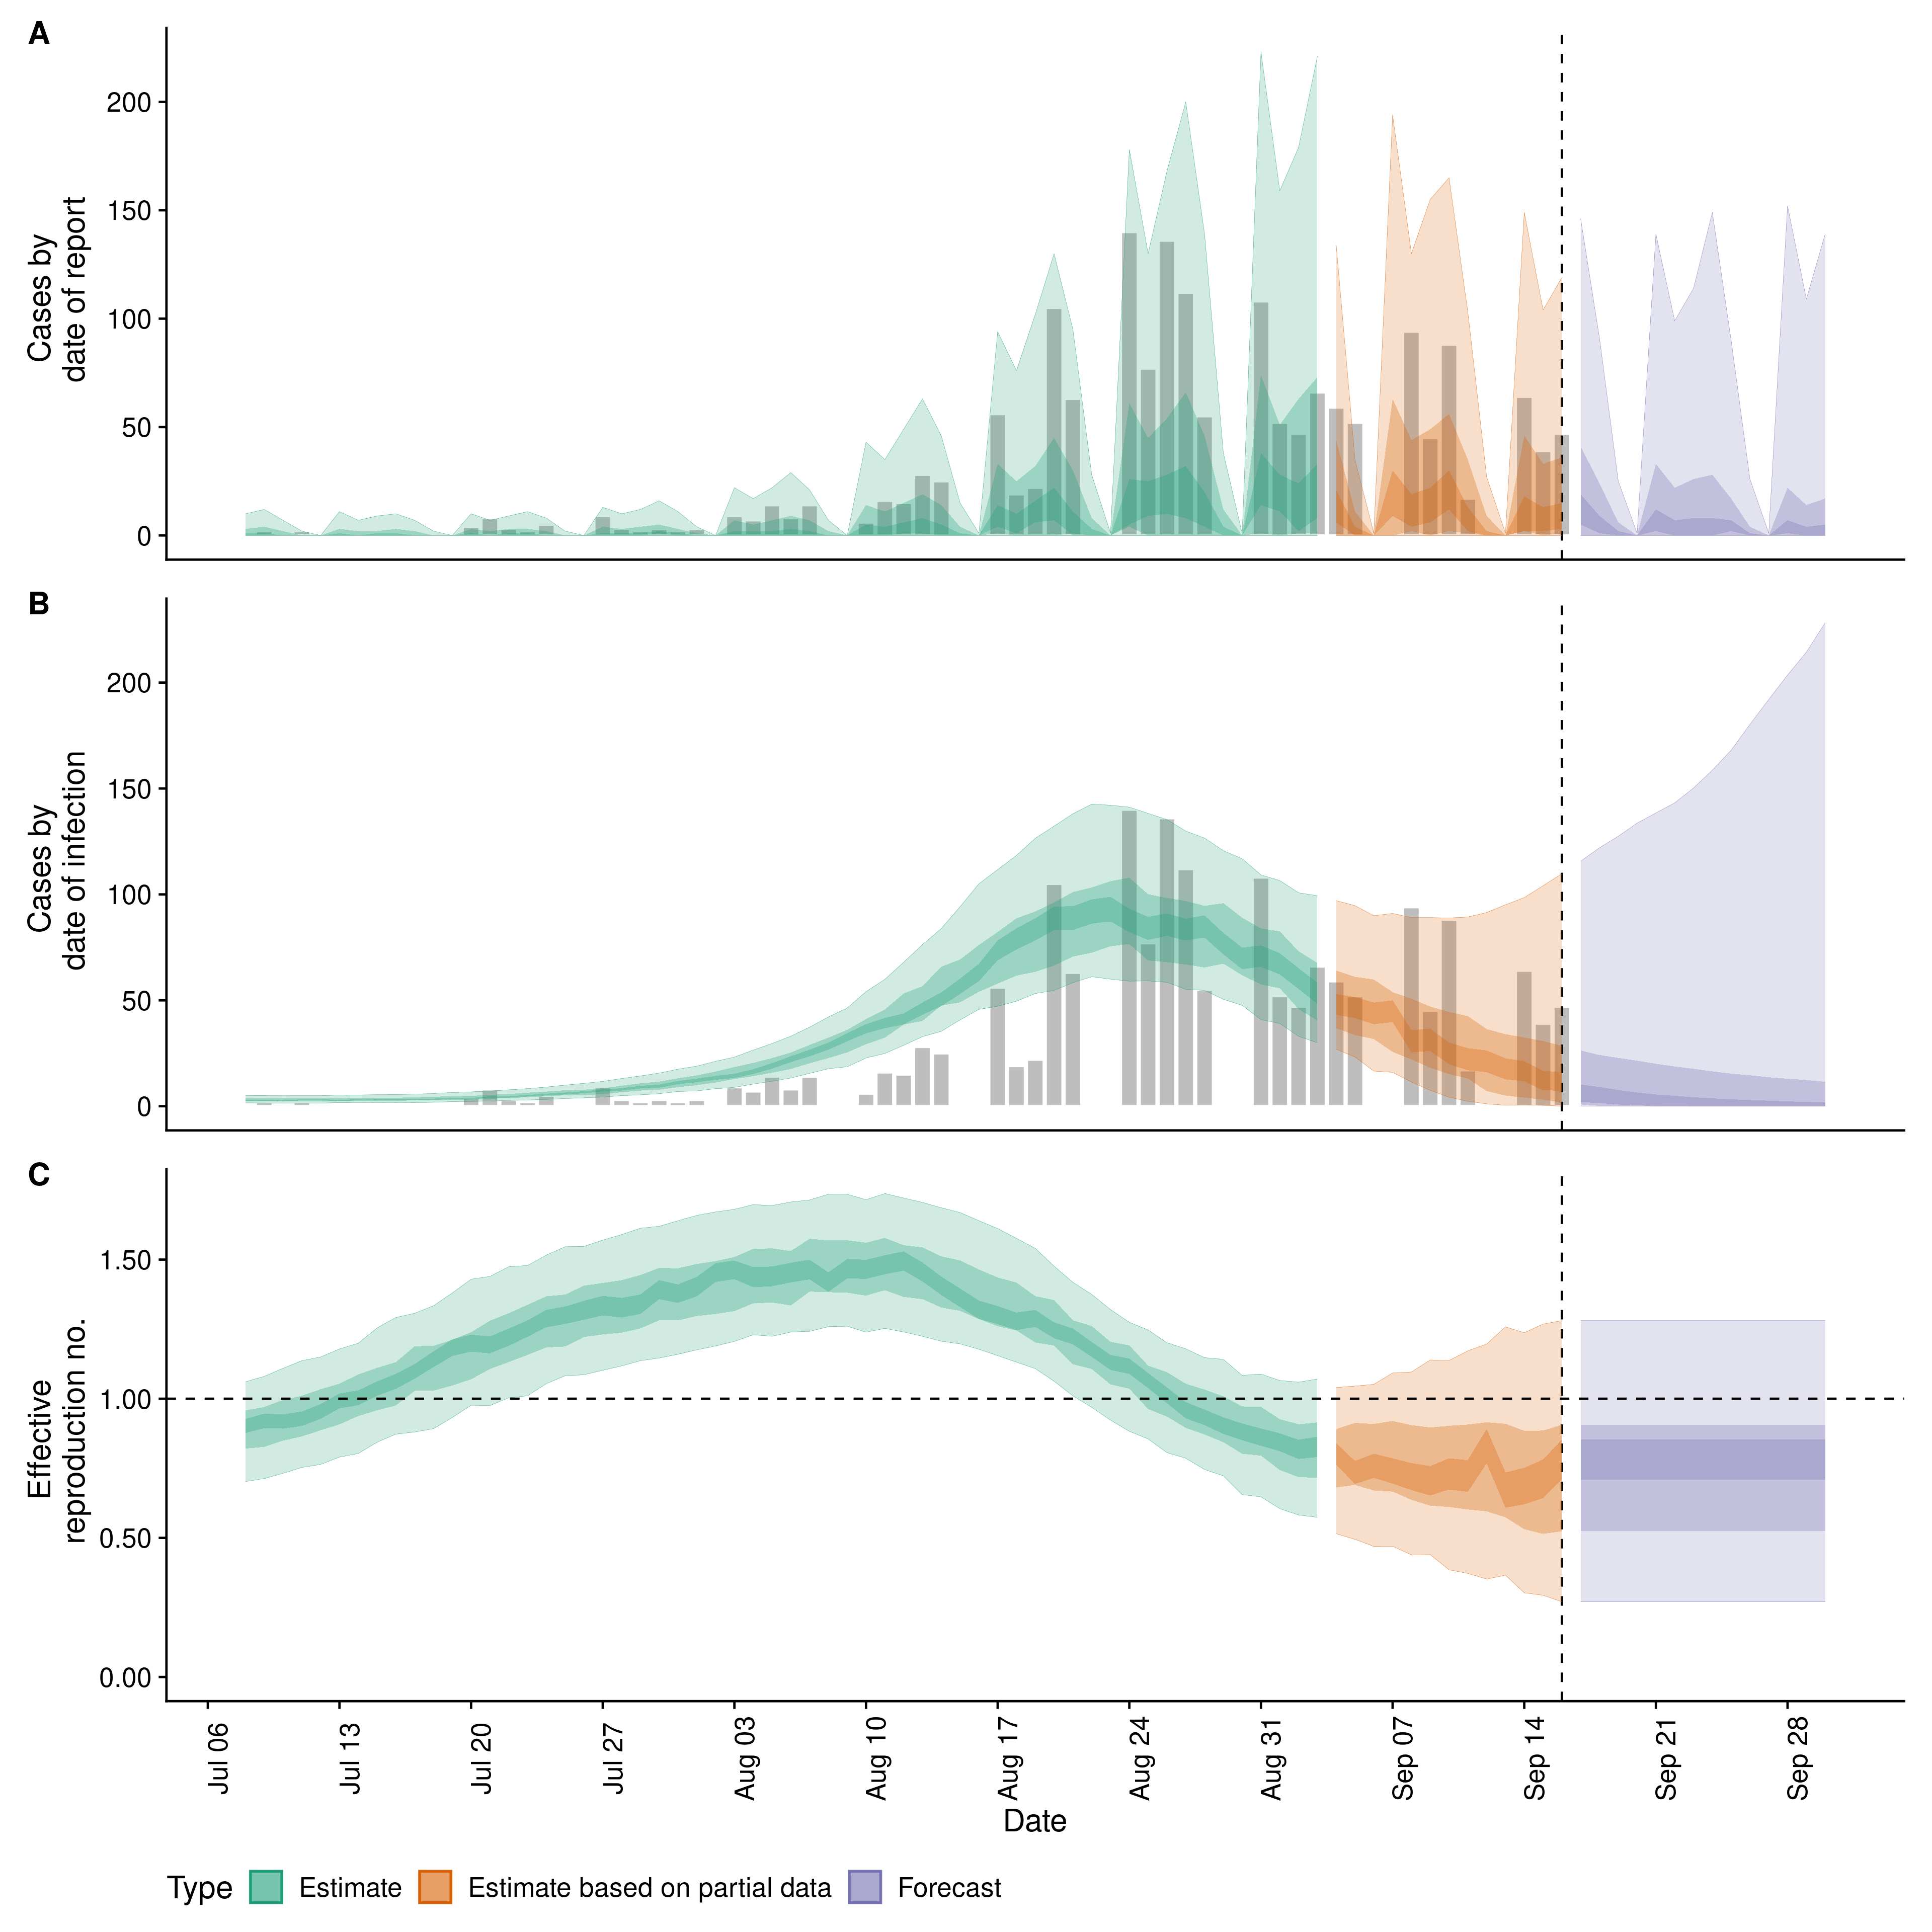 A
200
150
100
50
0
Cases by
date of report
B
200
150
100
50
0
Cases by
date of infection
C
1.50
1.00
0.50
0.00
Effective
reproduction no.
Jul 06
Jul 13
Jul 20
Jul 27
Aug 03
Aug 10
Aug 17
Aug 24
Aug 31
Sep 07
Sep 14
Sep 21
Sep 28
Date
Type Estimate Estimate based on partial data Forecast